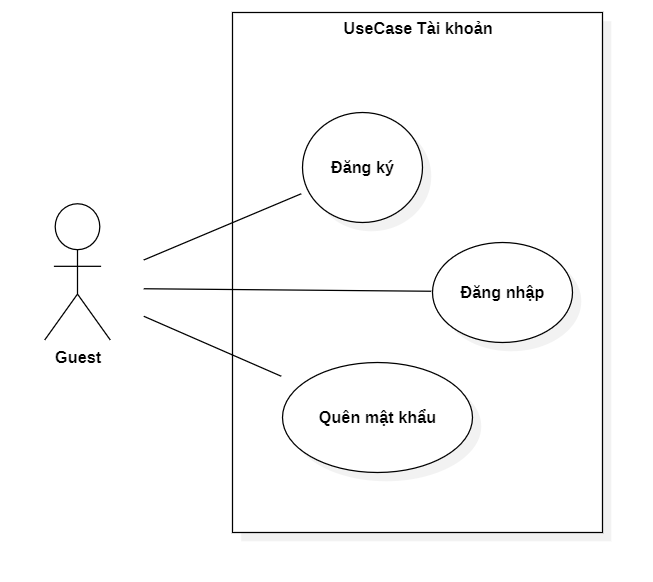 UseCase Tài khoản
Đăng ký
Đăng nhập
Guest
Quên mật khẩu